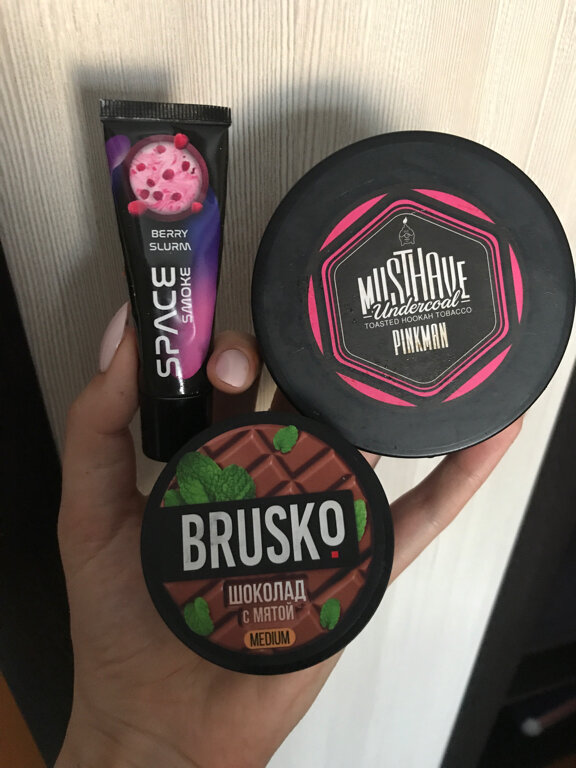 BERRY
SLURM
SPACE
SMOKE
MUSTHAVE
Undercoal
TOASTED HOOKAH TOBACCO
PINKMAN
BRUSKO
ШОКОЛАД
С МЯТОЙ
MEDIUM